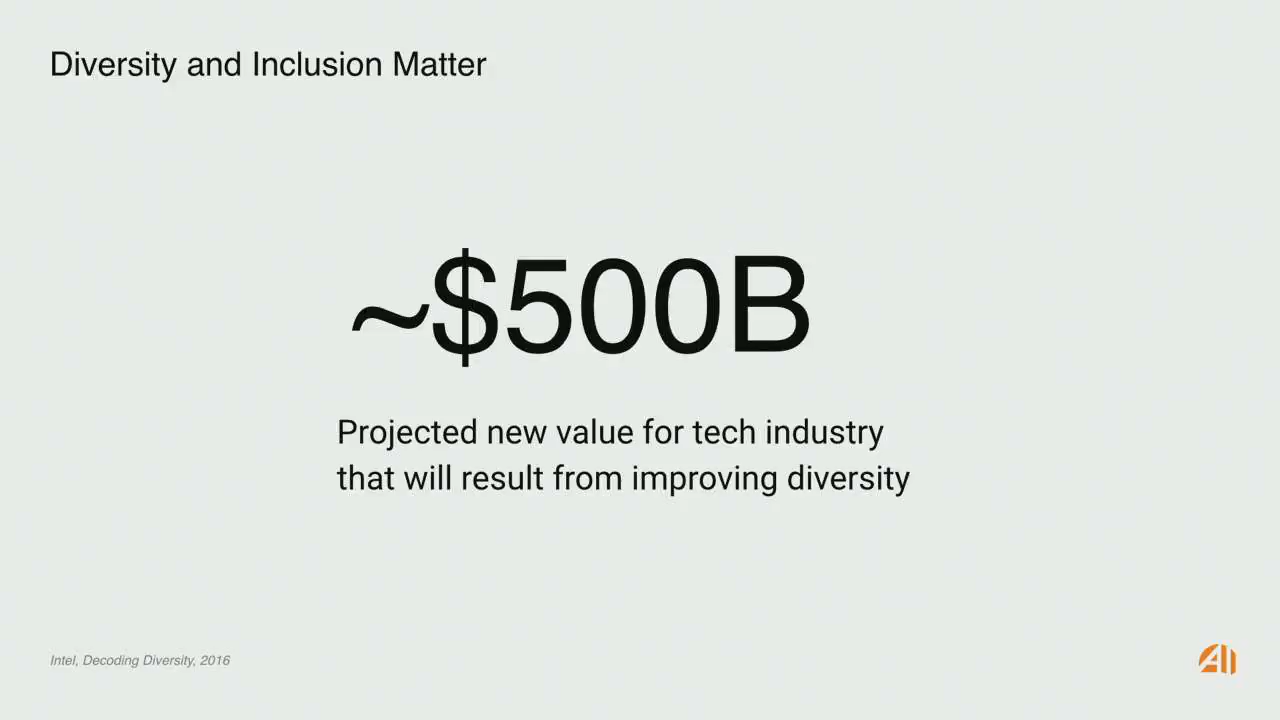 Diversity and Inclusion Matter
~$500B
Projected new value for tech industry
that will result from improving diversity
Intel, Decoding Diversity, 2016